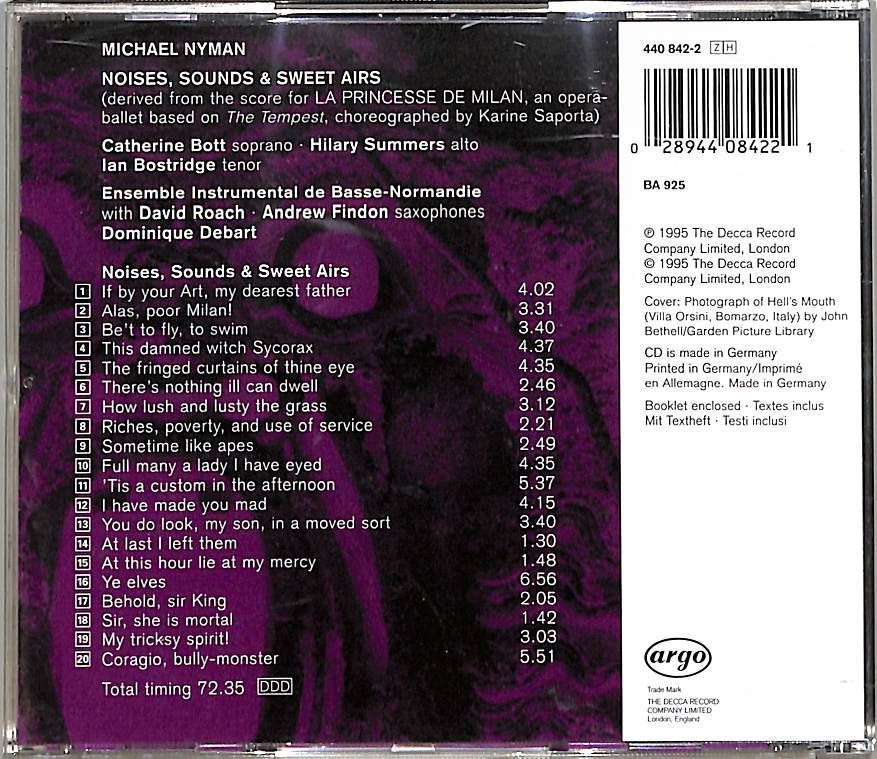 MICHAEL NYMAN
NOISES, SOUNDS & SWEET AIRS
(derived from the score for LA PRINCESSE DE MILAN, an opera-
ballet based on The Tempest, choreographed by Karine Saporta)
Catherine Bott soprano · Hilary Summers alto
Ian Bostridge tenor
Ensemble Instrumental de Basse-Normandie
with David Roach · Andrew Findon saxophones
Dominique Debart
Noises, Sounds & Sweet Airs
1 If by your Art, my dearest father 4.02
2 Alas, poor Milan! 3.31
3 Be't to fly, to swim 3.40
4 This damned witch Sycorax 4.37
5 The fringed curtains of thine eye 4.35
6 There's nothing ill can dwell 2.46
7 How lush and lusty the grass 3.12
8 Riches, poverty, and use of service 2.21
9 Sometime like apes 2.49
10 Full many a lady I have eyed 4.35
11 'Tis a custom in the afternoon 5.37
12 I have made you mad 4.15
13 You do look, my son, in a moved sort 3.40
14 At last I left them 1.30
15 At this hour lie at my mercy 1.48
16 Ye elves 6.56
17 Behold, sir King 2.05
18 Sir, she is mortal 1.42
19 My tricksy spirit! 3.03
20 Coragio, bully-monster 5.51
Total timing 72.35 DDD
440 842-2 ZH
0 28944 08422 1
BA 925
℗ 1995 The Decca Record
Company Limited, London
© 1995 The Decca Record
Company Limited, London
Cover: Photograph of Hell's Mouth
(Villa Orsini, Bomarzo, Italy) by John
Bethell/Garden Picture Library
CD is made in Germany
Printed in Germany/Imprimé
en Allemagne. Made in Germany
Booklet enclosed · Textes inclus
Mit Textheft · Testi inclusi
argo
Trade Mark
THE DECCA RECORD
COMPANY LIMITED
London, England